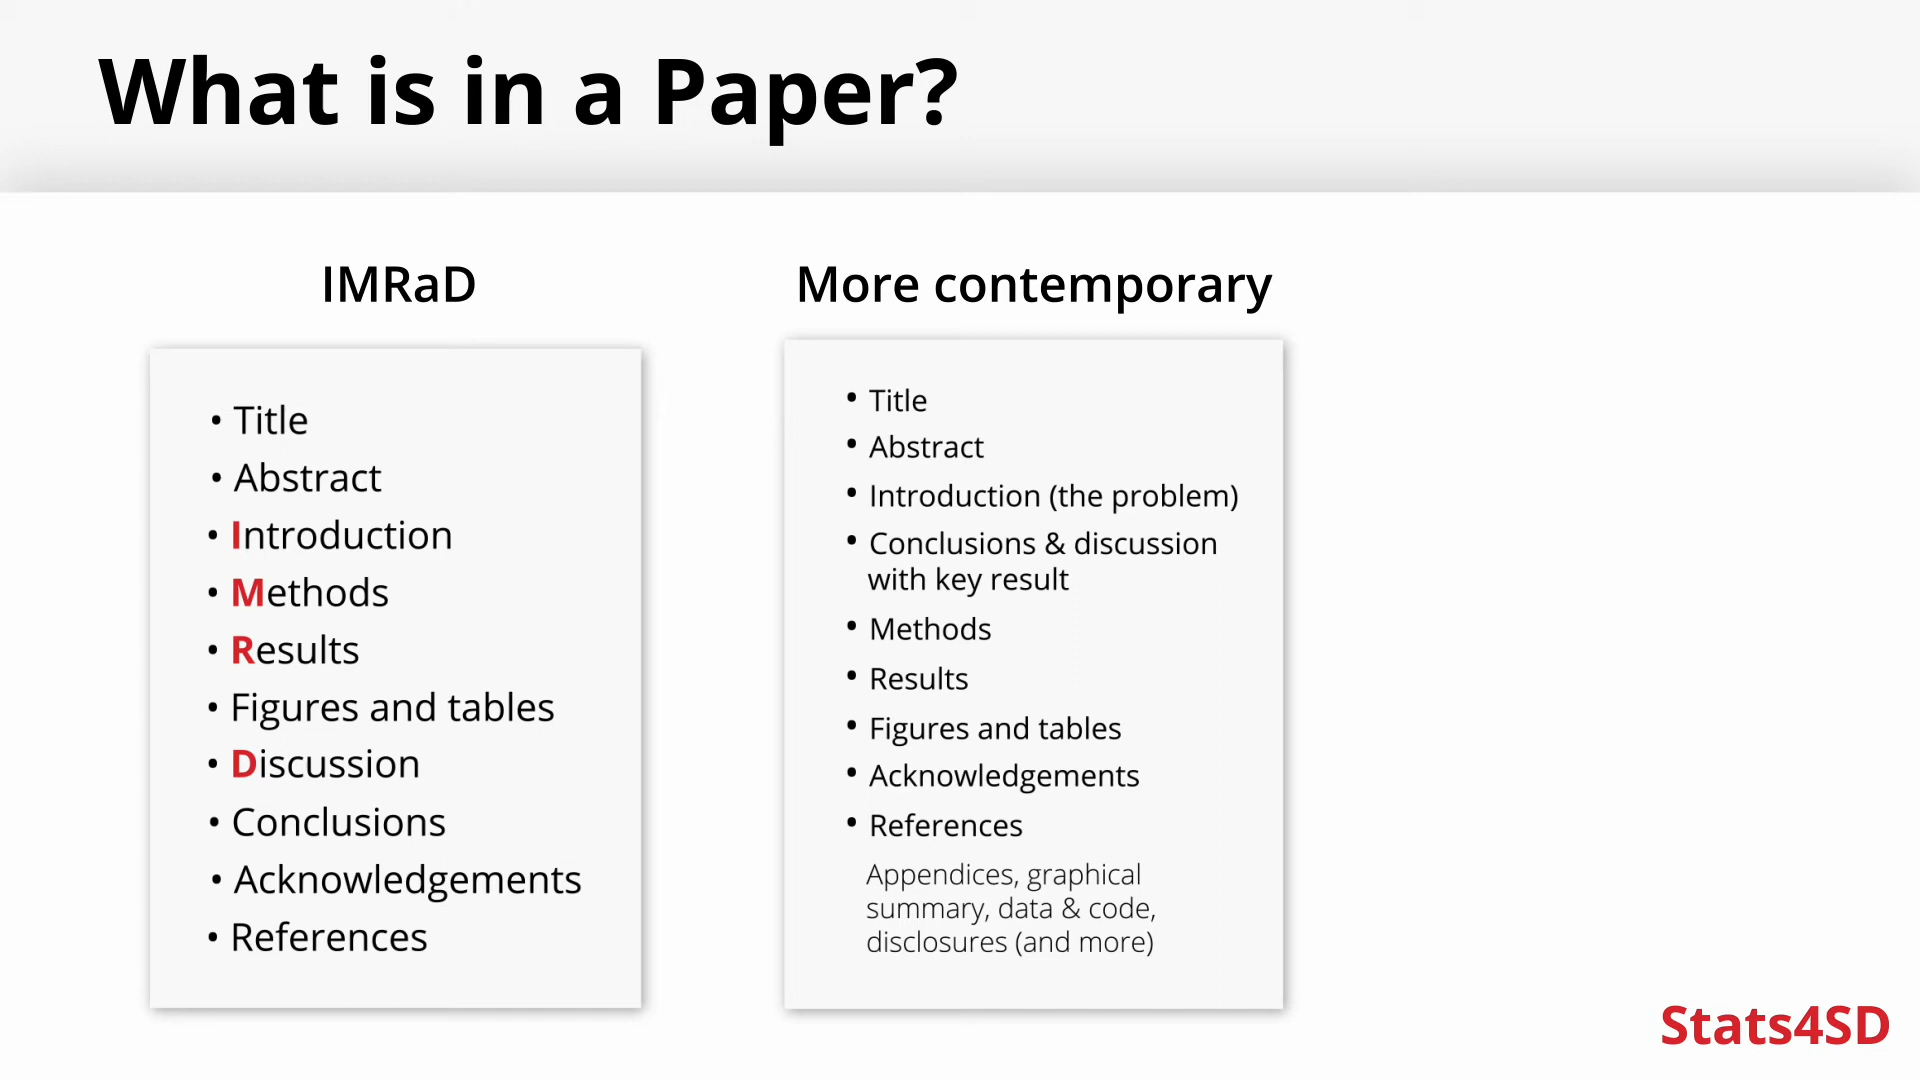 What is in a Paper?
IMRaD
• Title
• Abstract
• Introduction
• Methods
• Results
• Figures and tables
• Discussion
• Conclusions
• Acknowledgements
• References
More contemporary
• Title
• Abstract
• Introduction (the problem)
• Conclusions & discussion
with key result
• Methods
• Results
• Figures and tables
• Acknowledgements
• References
Appendices, graphical
summary, data & code,
disclosures (and more)
Stats4SD